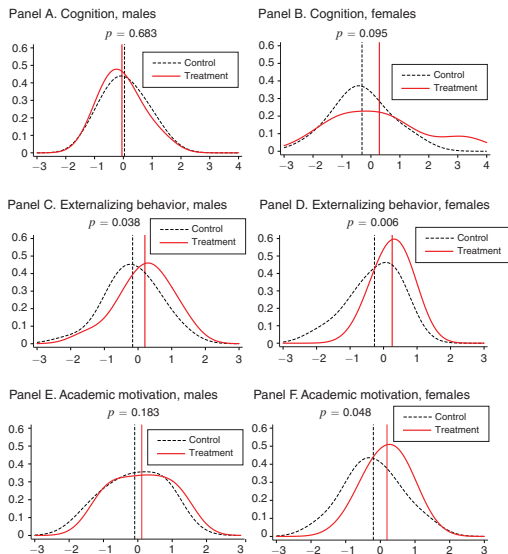 Panel A. Cognition, males
p = 0.683
Control
Treatment
0.6
0.5
0.4
0.3
0.2
0.1
0
−3 −2 −1 0 1 2 3 4
Panel B. Cognition, females
p = 0.095
Control
Treatment
0.6
0.5
0.4
0.3
0.2
0.1
0
−3 −2 −1 0 1 2 3 4
Panel C. Externalizing behavior, males
p = 0.038
Control
Treatment
0.6
0.5
0.4
0.3
0.2
0.1
0
−3 −2 −1 0 1 2 3
Panel D. Externalizing behavior, females
p = 0.006
Control
Treatment
0.6
0.5
0.4
0.3
0.2
0.1
0
−3 −2 −1 0 1 2 3
Panel E. Academic motivation, males
p = 0.183
Control
Treatment
0.6
0.5
0.4
0.3
0.2
0.1
0
−3 −2 −1 0 1 2 3
Panel F. Academic motivation, females
p = 0.048
Control
Treatment
0.5
0.4
0.3
0.2
0.1
0
−3 −2 −1 0 1 2 3